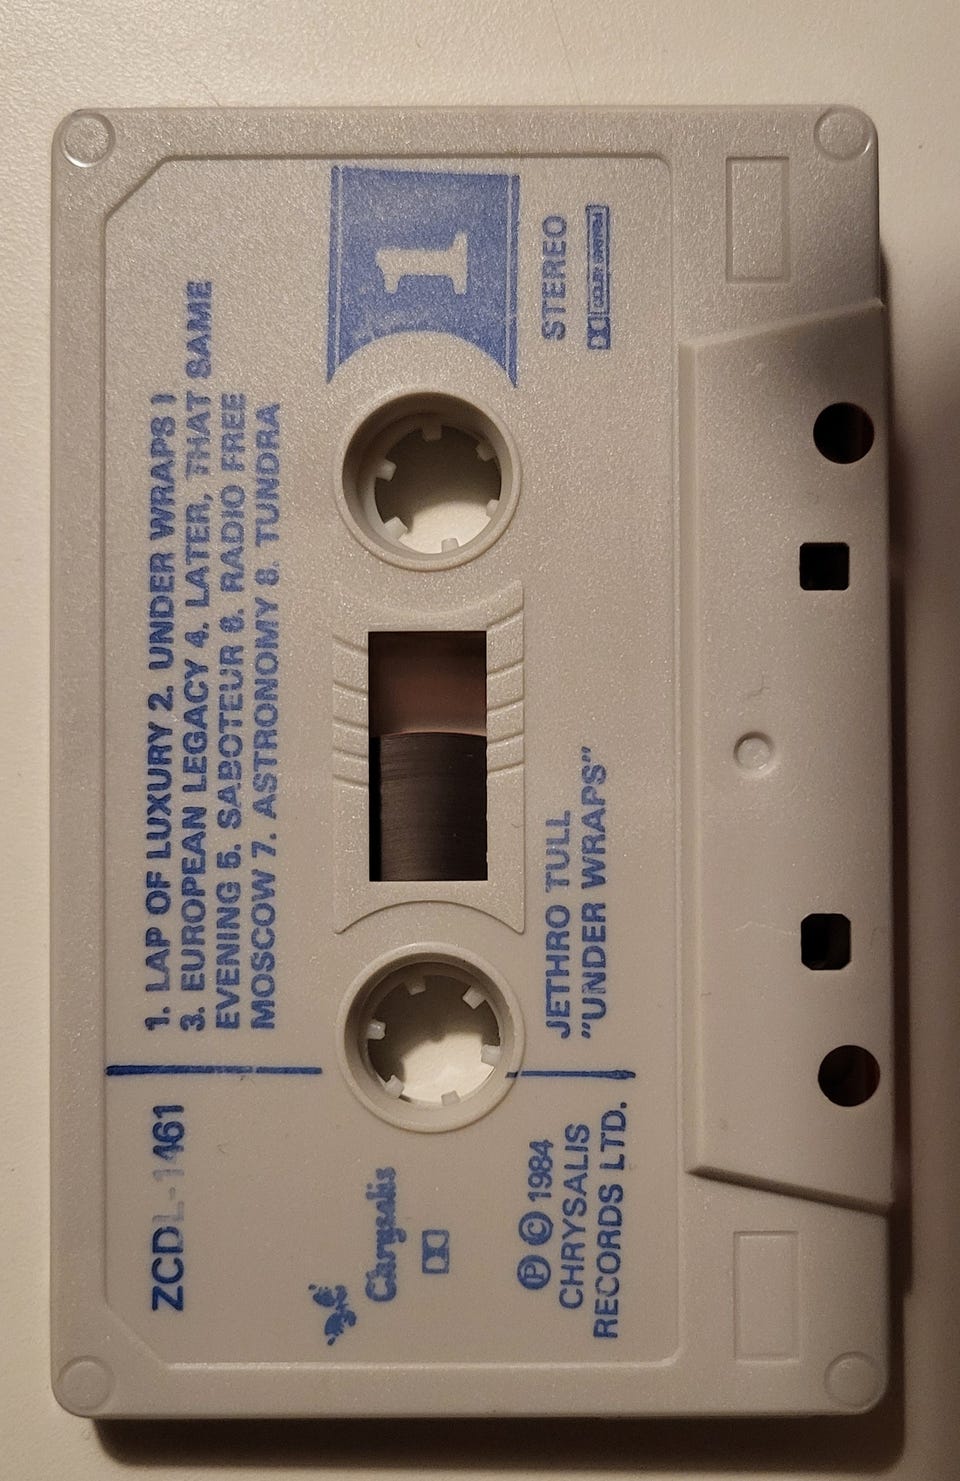 ZCDL-1461
1. LAP OF LUXURY 2. UNDER WRAPS I
3. EUROPEAN LEGACY 4. LATER, THAT SAME
EVENING 5. SABOTEUR 6. RADIO FREE
MOSCOW 7. ASTRONOMY 8. TUNDRA
Chrysalis
1
℗ © 1984
CHRYSALIS
RECORDS LTD.
JETHRO TULL
"UNDER WRAPS"
STEREO
DOLBY SYSTEM